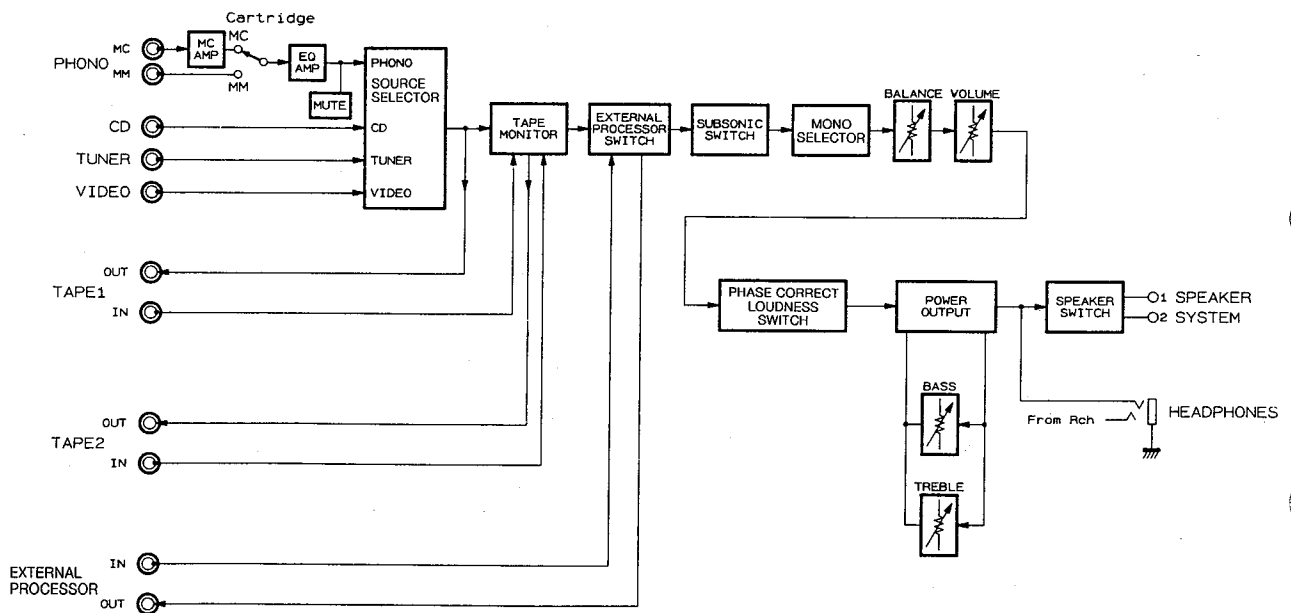 Cartridge
PHONO
MC
MC
AMP
MC
MM
MM
EQ
AMP
MUTE
PHONO
SOURCE
SELECTOR
CD
TUNER
VIDEO
CD
TUNER
VIDEO
TAPE
MONITOR
EXTERNAL
PROCESSOR
SWITCH
SUBSONIC
SWITCH
MONO
SELECTOR
BALANCE
VOLUME
TAPE1
OUT
IN
PHASE CORRECT
LOUDNESS
SWITCH
POWER
OUTPUT
SPEAKER
SWITCH
1 SPEAKER
2 SYSTEM
BASS
TREBLE
From Rch
HEADPHONES
TAPE2
OUT
IN
EXTERNAL
PROCESSOR
IN
OUT